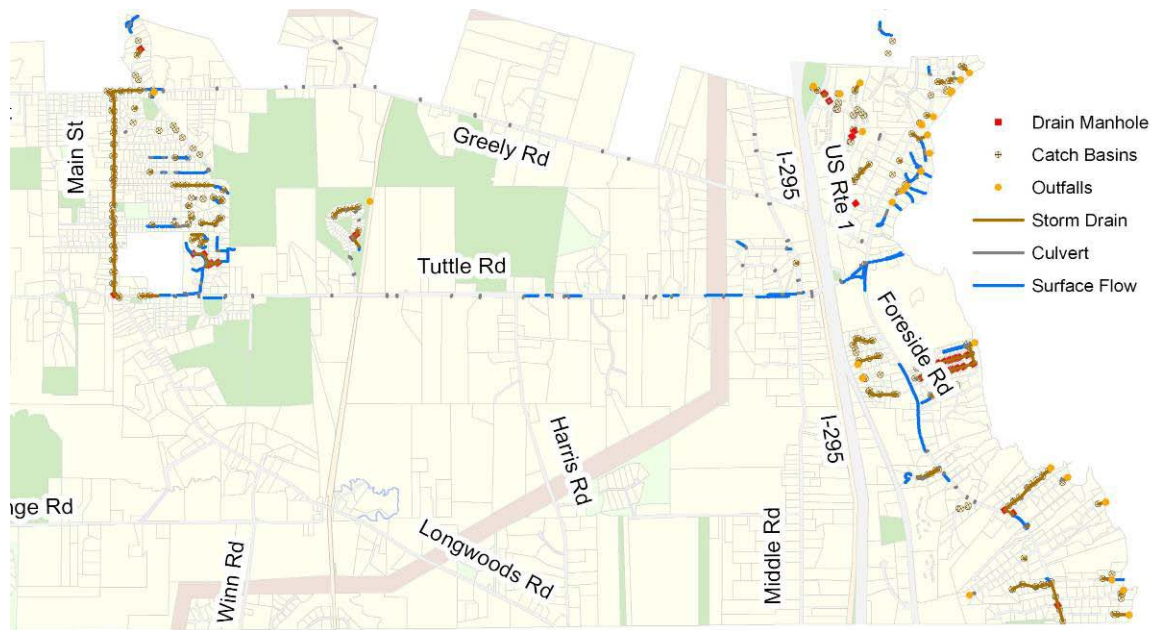 Main St
Greely Rd
I-295
US Rte 1
Tuttle Rd
Foreside Rd
I-295
Harris Rd
nge Rd
Longwoods Rd
Winn Rd
Middle Rd
Drain Manhole
Catch Basins
Outfalls
Storm Drain
Culvert
Surface Flow